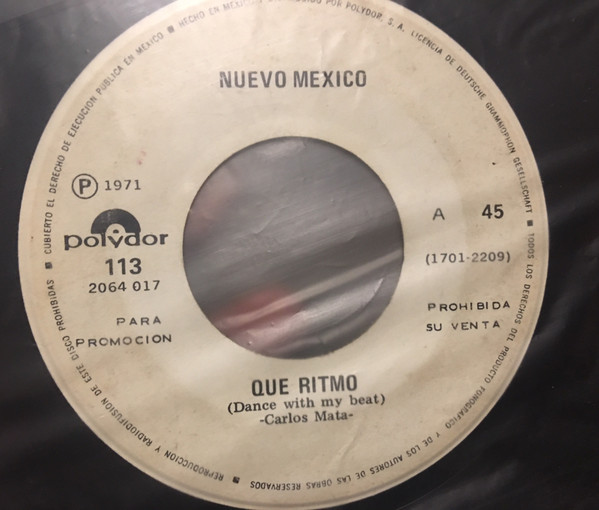 ■ HECHO EN MEXICO DISTRIBUIDO POR POLYDOR, S. A. LICENCIA DE DEUTSCHE GRAMMOPHON GESELLSCHAFT ■ TODOS LOS DERECHOS DEL PRODUCTO FONOGRAFICO Y DE LOS AUTORES DE LAS OBRAS RESERVADOS ■ REPRODUCCION Y RADIODIFUSION DE ESTE DISCO PROHIBIDAS ■ CUBIERTO EL DERECHO DE EJECUCION PUBLICA EN MEXICO
NUEVO MEXICO
Ⓟ 1971
polydor
113
2064 017
PARA
PROMOCION
A 45
(1701-2209)
PROHIBIDA
SU VENTA
QUE RITMO
(Dance with my beat)
-Carlos Mata-